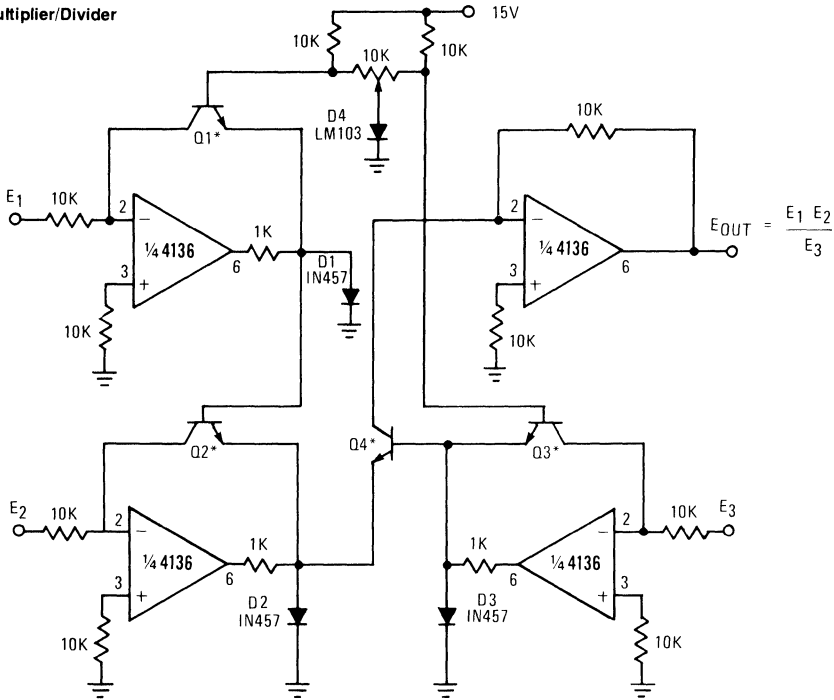 ultiplier/Divider
15V
10K
10K
10K
D4
LM103
Q1*
10K
E1
10K
2
−
¼ 4136
6
3
+
1K
D1
IN457
10K
2
−
¼ 4136
6
3
+
EOUT = E1 E2
E3
10K
10K
Q2*
Q4*
Q3*
E2
10K
2
−
¼ 4136
6
3
+
1K
D2
IN457
10K
1K
D3
IN457
6
¼ 4136
2
−
3
+
10K
E3
10K